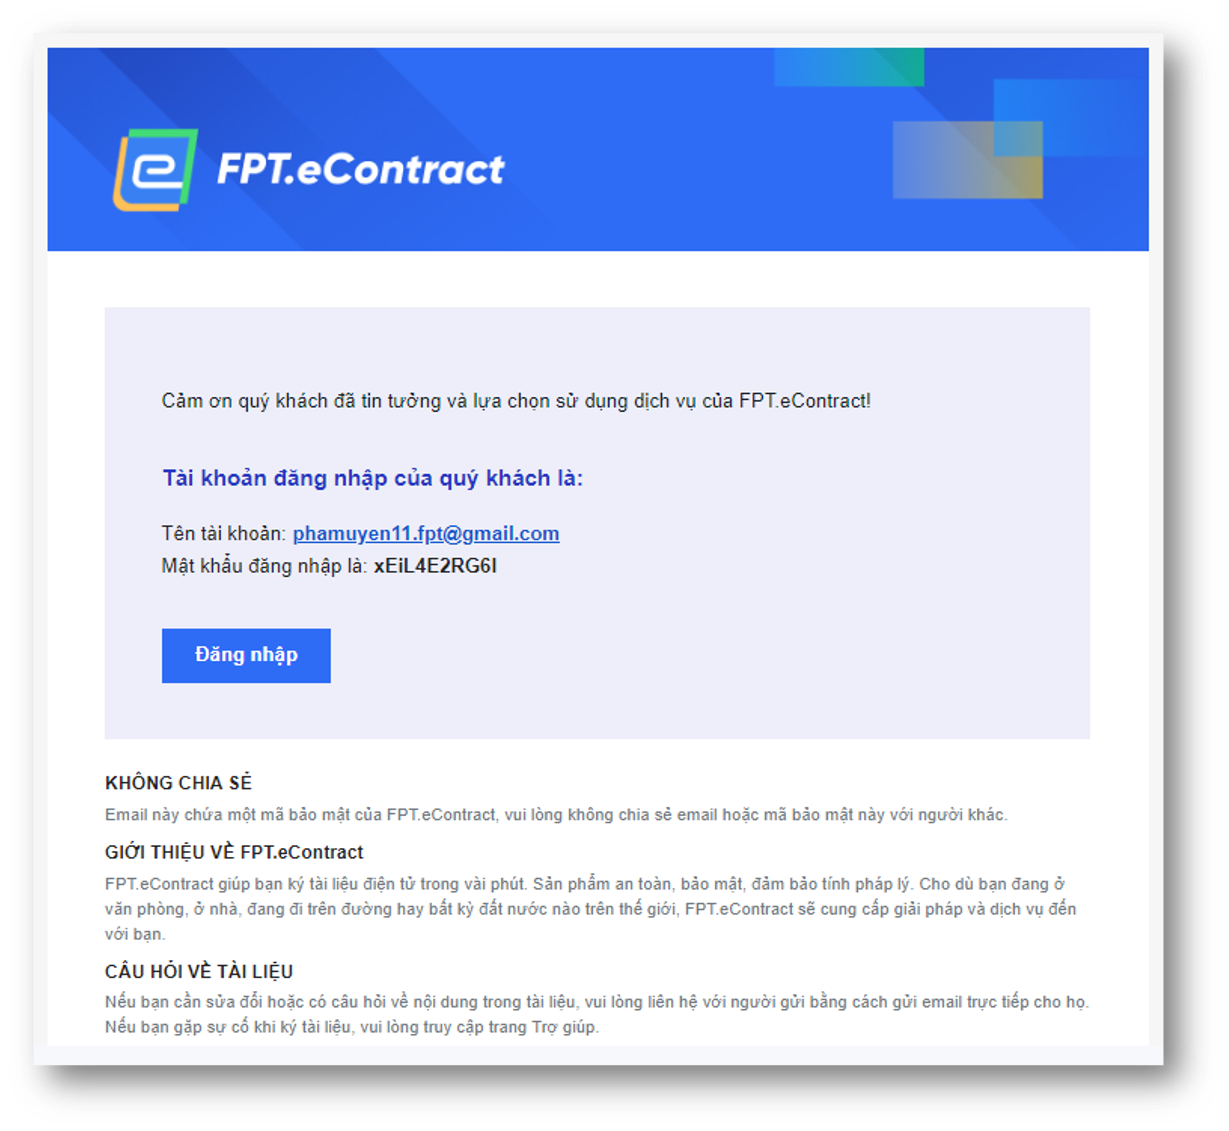 FPT.eContract
Cảm ơn quý khách đã tin tưởng và lựa chọn sử dụng dịch vụ của FPT.eContract!
Tài khoản đăng nhập của quý khách là:
Tên tài khoản: phamuyen11.fpt@gmail.com
Mật khẩu đăng nhập là: xEiL4E2RG6I
Đăng nhập
KHÔNG CHIA SẺ
Email này chứa một mã bảo mật của FPT.eContract, vui lòng không chia sẻ email hoặc mã bảo mật này với người khác.
GIỚI THIỆU VỀ FPT.eContract
FPT.eContract giúp bạn ký tài liệu điện tử trong vài phút. Sản phẩm an toàn, bảo mật, đảm bảo tính pháp lý. Cho dù bạn đang ở
văn phòng, ở nhà, đang đi trên đường hay bất kỳ đất nước nào trên thế giới, FPT.eContract sẽ cung cấp giải pháp và dịch vụ đến
với bạn.
CÂU HỎI VỀ TÀI LIỆU
Nếu bạn cần sửa đổi hoặc có câu hỏi về nội dung trong tài liệu, vui lòng liên hệ với người gửi bằng cách gửi email trực tiếp cho họ.
Nếu bạn gặp sự cố khi ký tài liệu, vui lòng truy cập trang Trợ giúp.